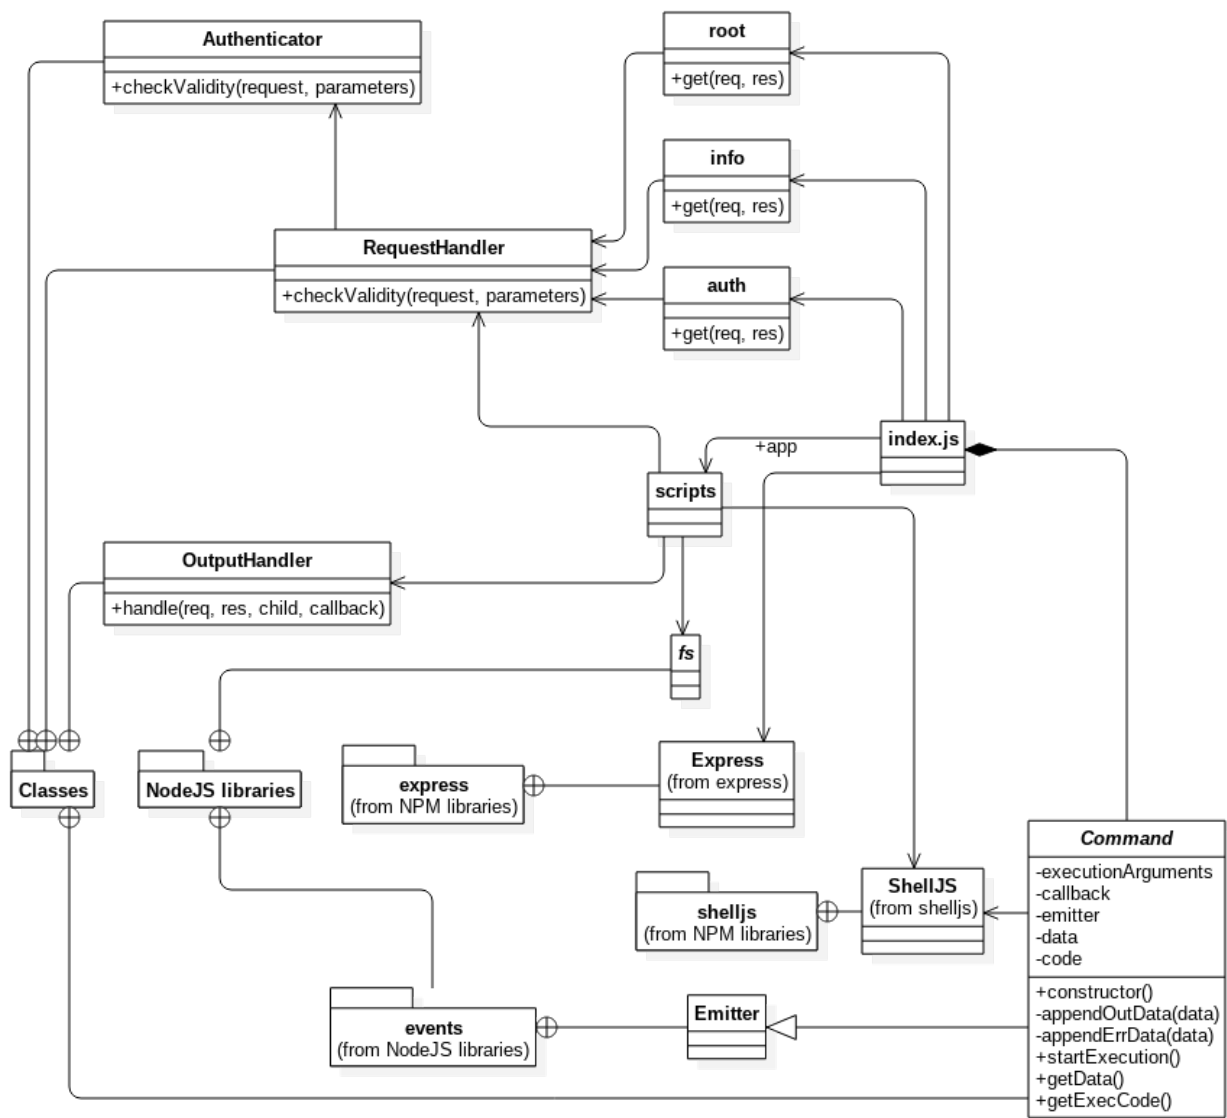 Authenticator
+checkValidity(request, parameters)
root
+get(req, res)
info
+get(req, res)
RequestHandler
+checkValidity(request, parameters)
auth
+get(req, res)
index.js
+app
scripts
OutputHandler
+handle(req, res, child, callback)
fs
Classes
NodeJS libraries
express
(from NPM libraries)
Express
(from express)
shelljs
(from NPM libraries)
ShellJS
(from shelljs)
Command
-executionArguments
-callback
-emitter
-data
-code
+constructor()
-appendOutData(data)
-appendErrData(data)
+startExecution()
+getData()
+getExecCode()
events
(from NodeJS libraries)
Emitter